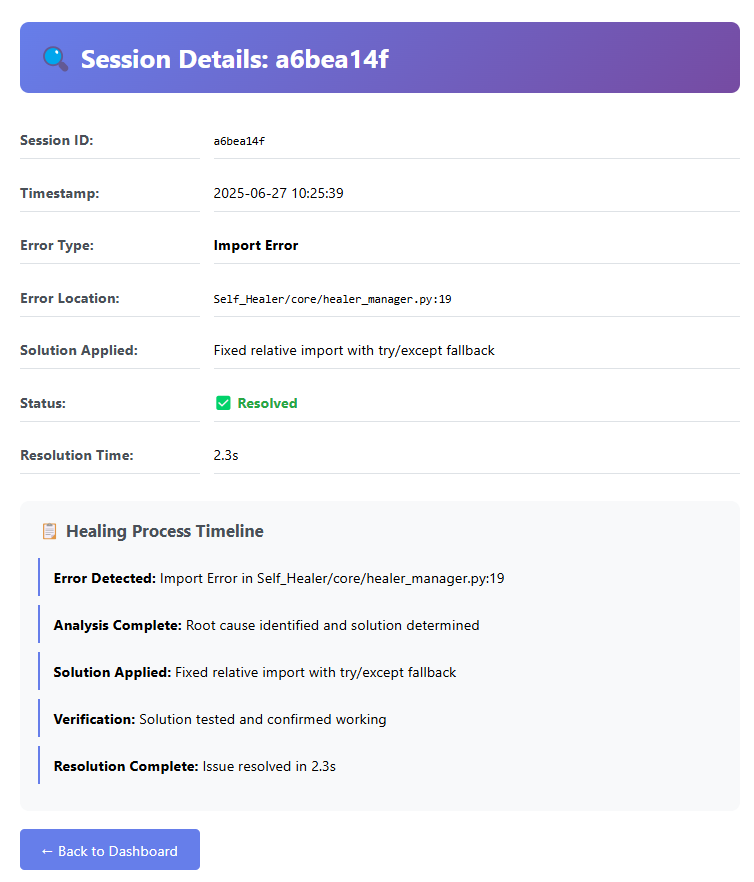 Session Details: a6bea14f
Session ID: a6bea14f
Timestamp: 2025-06-27 10:25:39
Error Type: Import Error
Error Location: Self_Healer/core/healer_manager.py:19
Solution Applied: Fixed relative import with try/except fallback
Status: Resolved
Resolution Time: 2.3s
Healing Process Timeline
Error Detected: Import Error in Self_Healer/core/healer_manager.py:19
Analysis Complete: Root cause identified and solution determined
Solution Applied: Fixed relative import with try/except fallback
Verification: Solution tested and confirmed working
Resolution Complete: Issue resolved in 2.3s
← Back to Dashboard